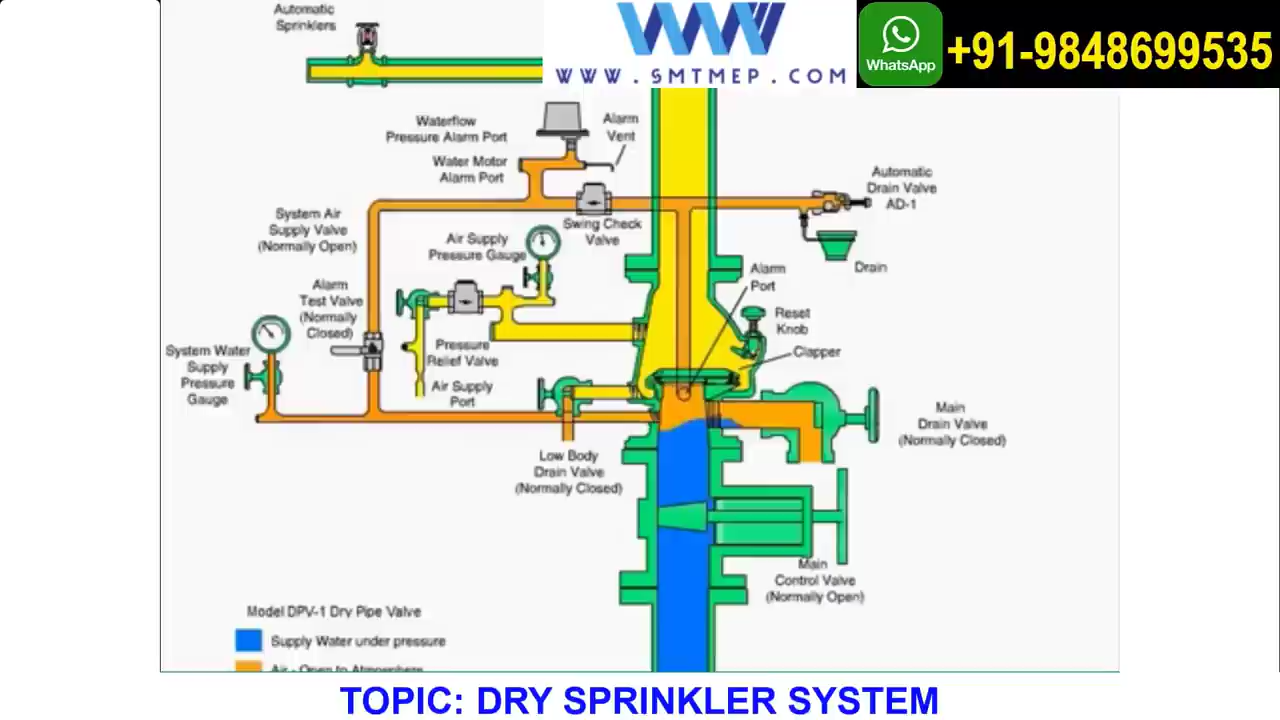 Automatic
Sprinklers
WWW.SMTMEP.COM
WhatsApp
+91-9848699535
Waterflow
Pressure Alarm Port
Alarm
Vent
Water Motor
Alarm Port
Automatic
Drain Valve
AD-1
System Air
Supply Valve
(Normally Open)
Swing Check
Valve
Air Supply
Pressure Gauge
Drain
Alarm
Port
Alarm
Test Valve
(Normally
Closed)
Reset
Knob
System Water
Supply
Pressure
Gauge
Pressure
Relief Valve
Clapper
Air Supply
Port
Main
Drain Valve
(Normally Closed)
Low Body
Drain Valve
(Normally Closed)
Main
Control Valve
(Normally Open)
Model DPV-1 Dry Pipe Valve
Supply Water under pressure
Air - Open to Atmosphere
TOPIC: DRY SPRINKLER SYSTEM